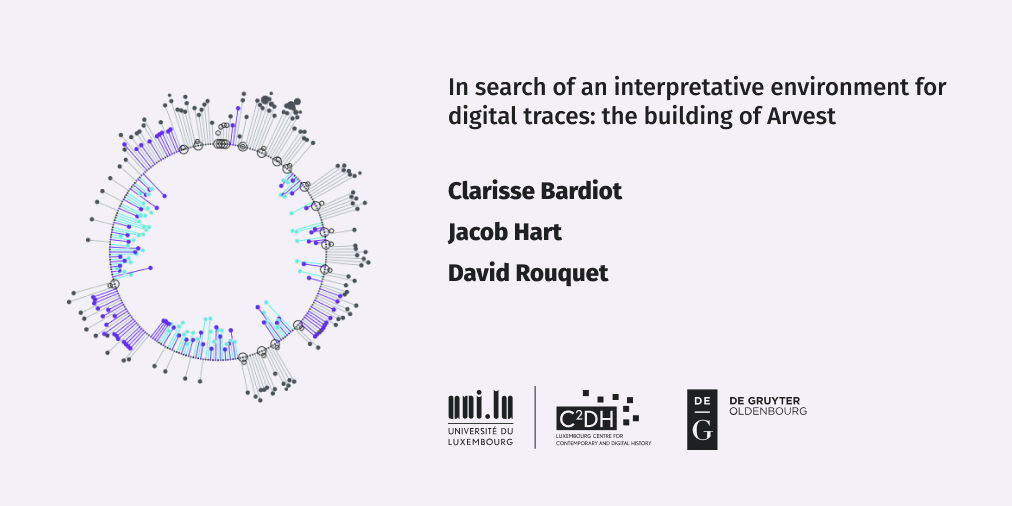 In search of an interpretative environment for
digital traces: the building of Arvest
Clarisse Bardiot
Jacob Hart
David Rouquet
uni.lu
UNIVERSITÉ DU
LUXEMBOURG
C²DH
LUXEMBOURG CENTRE FOR
CONTEMPORARY AND DIGITAL HISTORY
DE
G
DE GRUYTER
OLDENBOURG